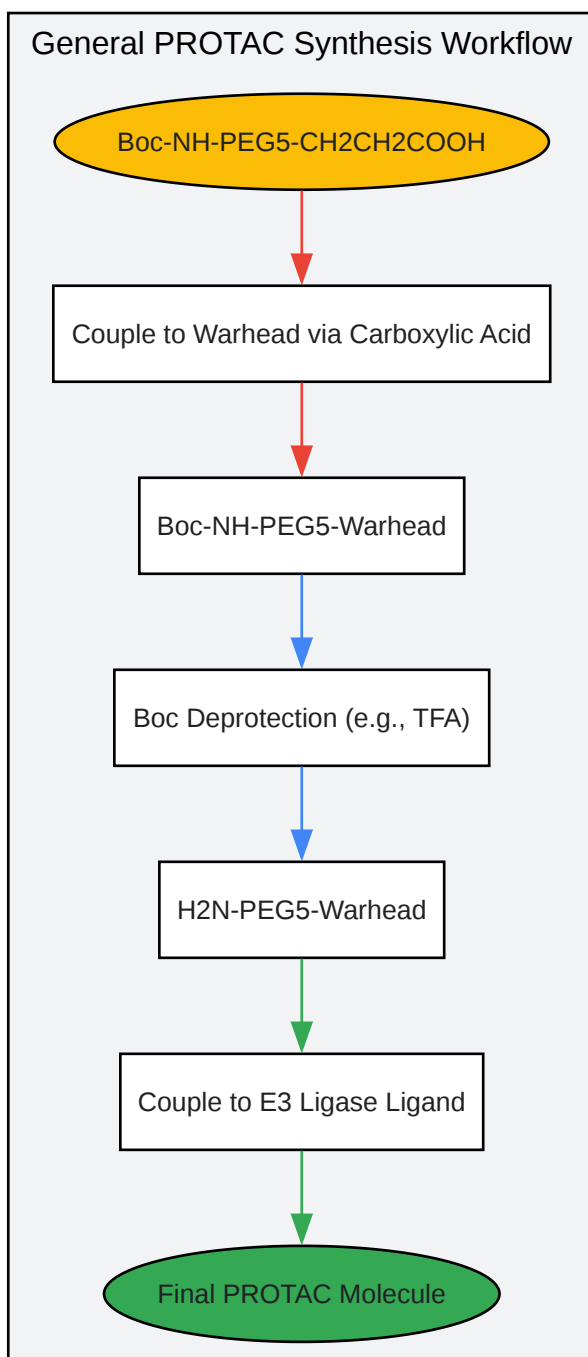 General PROTAC Synthesis Workflow
Boc-NH-PEG5-CH2CH2COOH
Couple to Warhead via Carboxylic Acid
Boc-NH-PEG5-Warhead
Boc Deprotection (e.g., TFA)
H2N-PEG5-Warhead
Couple to E3 Ligase Ligand
Final PROTAC Molecule